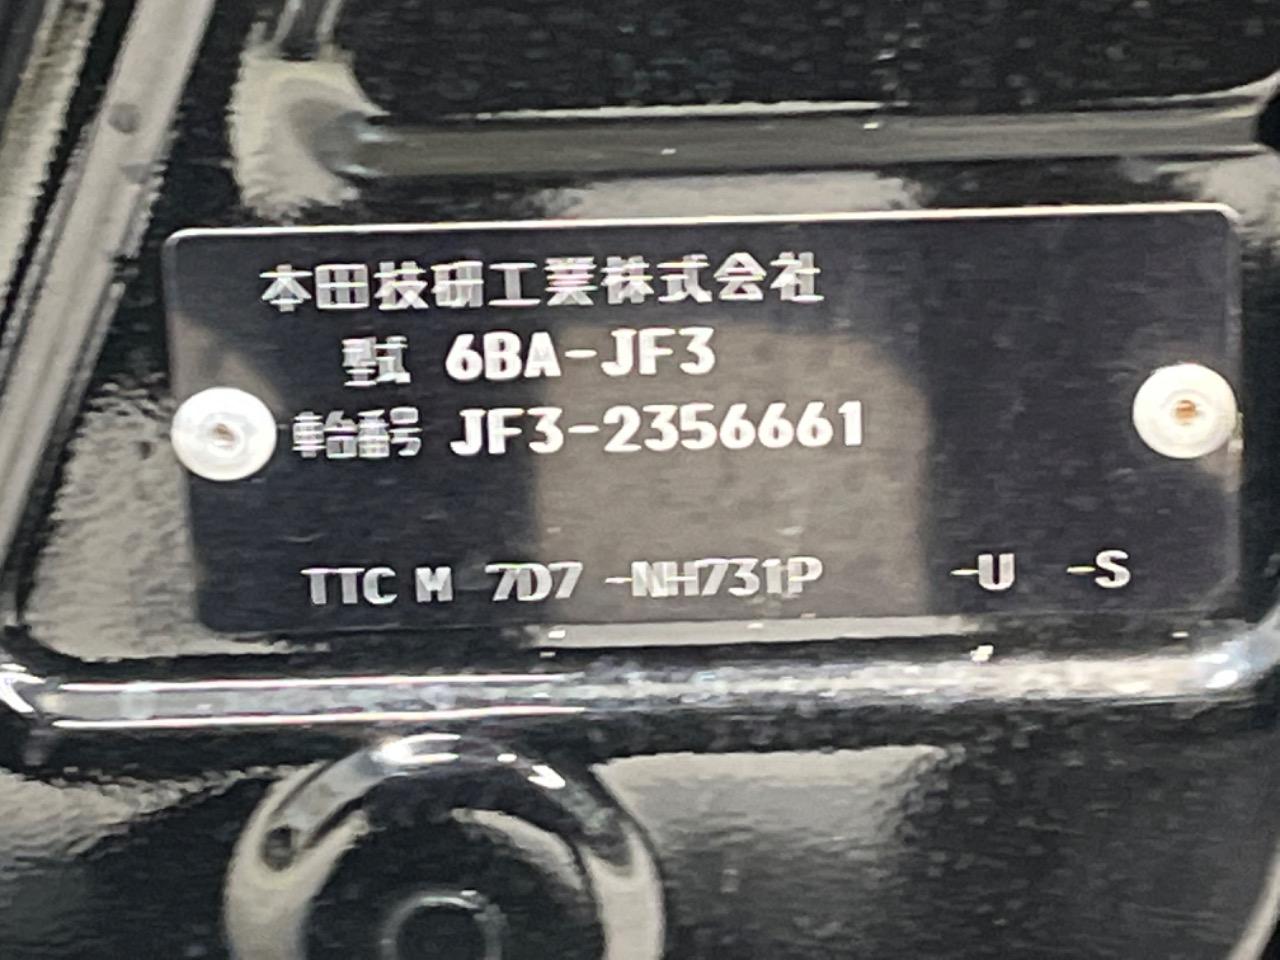 本田技研工業株式会社
型式 6BA-JF3
車台番号 JF3-2356661
TTC M 7D7 -NH731P -U -S